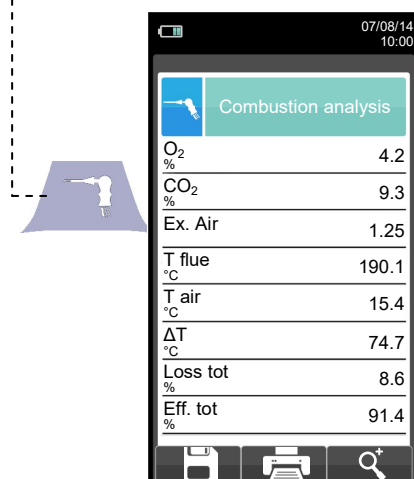 07/08/14
10:00
Combustion analysis
O₂
% 4.2
CO₂
% 9.3
Ex. Air 1.25
T flue
°C 190.1
T air
°C 15.4
ΔT
°C 74.7
Loss tot
% 8.6
Eff. tot
% 91.4